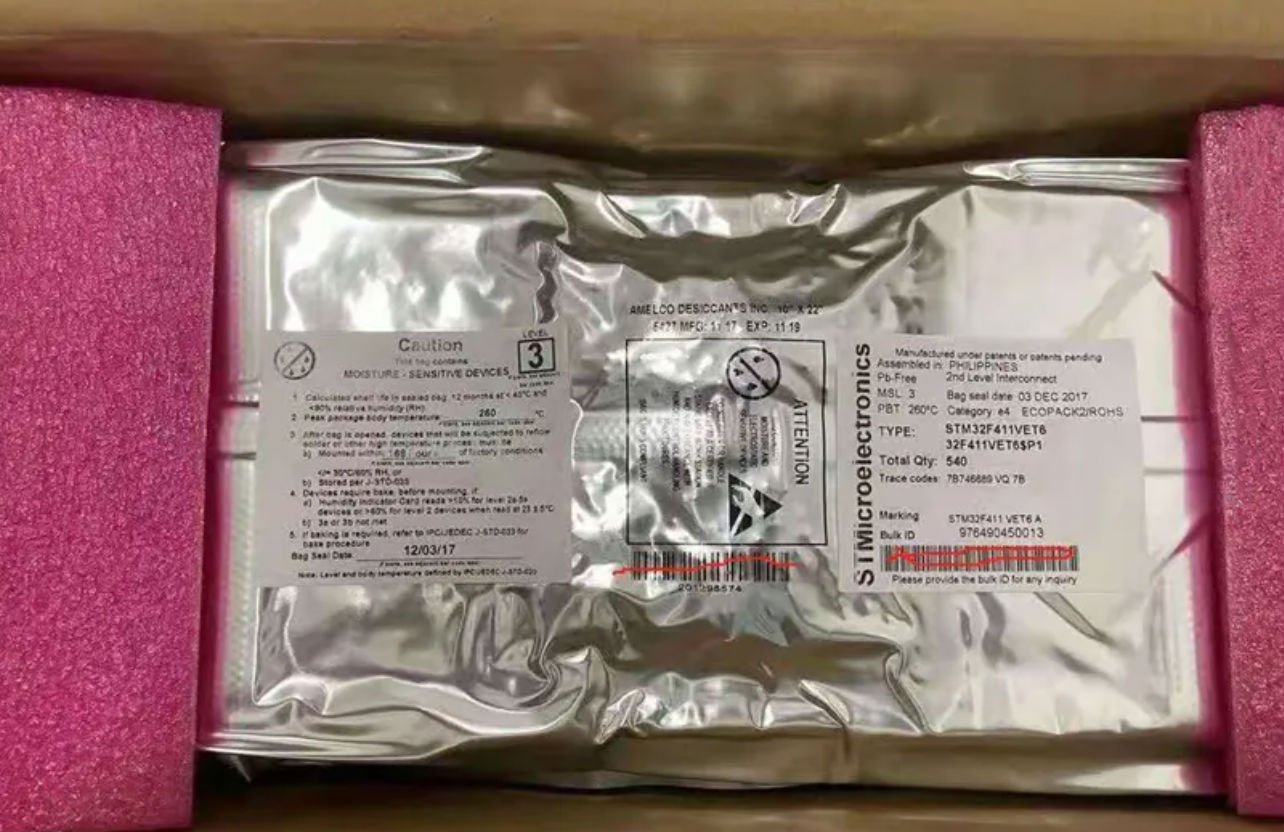 Caution
This bag contains
MOISTURE - SENSITIVE DEVICES
LEVEL
3
1. Calculated shelf life in sealed bag: 12 months at < 40°C and
<90% relative humidity (RH).
2. Peak package body temperature: 260 °C
3. After bag is opened, devices that will be subjected to reflow
solder or other high temperature process must be
a) Mounted within: 168 hours of factory conditions
<= 30°C/60% RH, or
b) Stored per J-STD-033
4. Devices require bake, before mounting, if:
a) Humidity Indicator Card reads >10% for level 2a-5a
devices or >60% for level 2 devices when read at 23 ± 5°C
b) 3a or 3b not met
5. If baking is required, refer to IPC/JEDEC J-STD-033 for
bake procedure
Bag Seal Date: 12/03/17
Note: Level and body temperature defined by IPC/JEDEC J-STD-020
AMELCO DESICCANTS INC. 10" X 22"
MFG: 11 17 EXP: 11 19
ATTENTION
201298574
STMicroelectronics
Manufactured under patents or patents pending
Assembled in: PHILIPPINES
Pb-Free 2nd Level Interconnect
MSL: 3 Bag seal date: 03 DEC 2017
PBT: 260°C Category: e4 ECOPACK2/ROHS
TYPE: STM32F411VET6
32F411VET6$P1
Total Qty: 540
Trace codes: 7B746689 VQ 7B
Marking STM32F411 VET6 A
Bulk ID 976490450013
Please provide the bulk ID for any inquiry